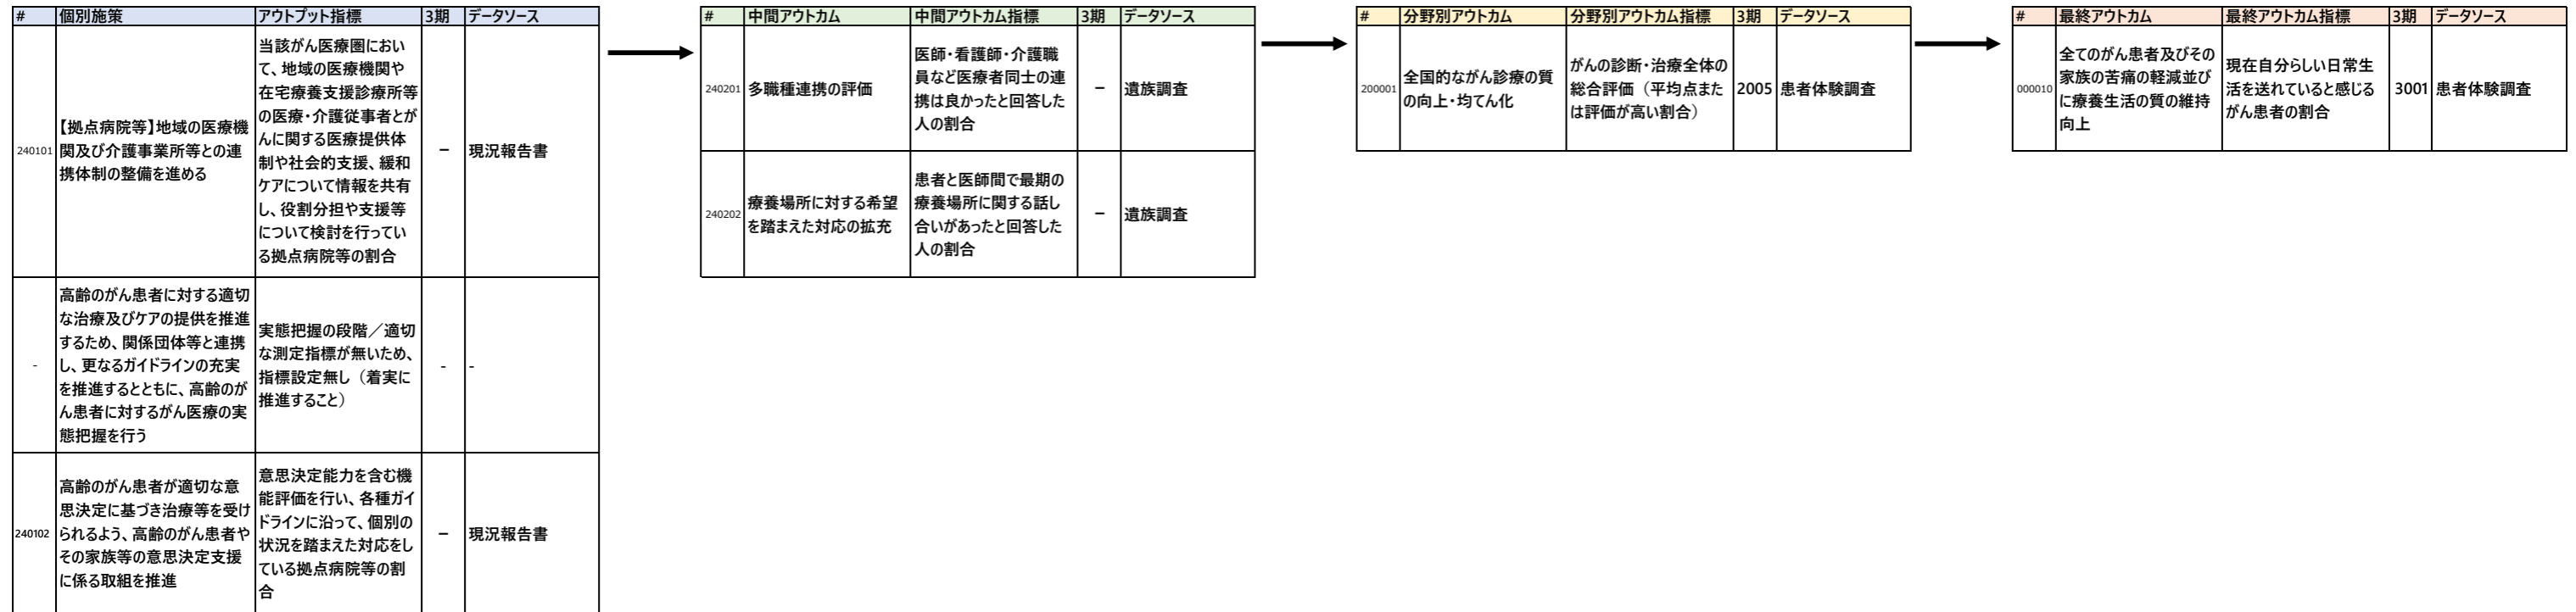 # 個別施策 アウトプット指標 3期 データソース
240101
【拠点病院等】地域の医療機
関及び介護事業所等との連
携体制の整備を進める
当該がん医療圏におい
て、地域の医療機関や
在宅療養支援診療所等
の医療・介護従事者とが
んに関する医療提供体
制や社会的支援、緩和
ケアについて情報を共有
し、役割分担や支援等
について検討を行ってい
る拠点病院等の割合
－
現況報告書
-
高齢のがん患者に対する適切
な治療及びケアの提供を推進
するため、関係団体等と連携
し、更なるガイドラインの充実
を推進するとともに、高齢のが
ん患者に対するがん医療の実
態把握を行う
実態把握の段階／適切
な測定指標が無いため、
指標設定無し（着実に
推進すること）
-
-
240102
高齢のがん患者が適切な意
思決定に基づき治療等を受け
られるよう、高齢のがん患者や
その家族等の意思決定支援
に係る取組を推進
意思決定能力を含む機
能評価を行い、各種ガイ
ドラインに沿って、個別の
状況を踏まえた対応をし
ている拠点病院等の割
合
－
現況報告書
# 中間アウトカム 中間アウトカム指標 3期 データソース
240201
多職種連携の評価
医師・看護師・介護職
員など医療者同士の連
携は良かったと回答した
人の割合
－
遺族調査
240202
療養場所に対する希望
を踏まえた対応の拡充
患者と医師間で最期の
療養場所に関する話し
合いがあったと回答した
人の割合
－
遺族調査
# 分野別アウトカム 分野別アウトカム指標 3期 データソース
200001
全国的ながん診療の質
の向上・均てん化
がんの診断・治療全体の
総合評価（平均点また
は評価が高い割合）
2005
患者体験調査
# 最終アウトカム 最終アウトカム指標 3期 データソース
000010
全てのがん患者及びその
家族の苦痛の軽減並び
に療養生活の質の維持
向上
現在自分らしい日常生
活を送れていると感じる
がん患者の割合
3001
患者体験調査